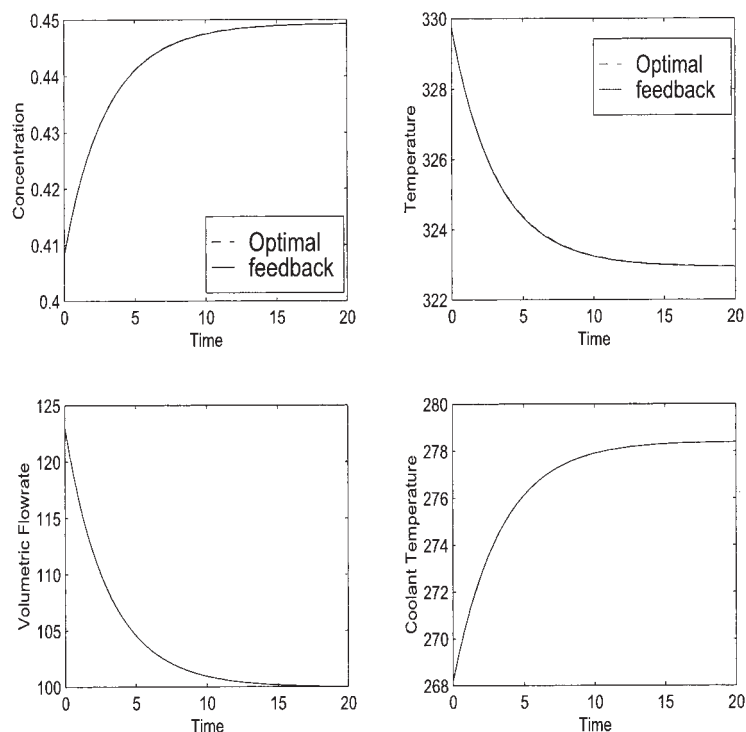 0.45
0.44
0.43
0.42
0.41
0.4
Concentration
Optimal
feedback
0 5 10 15 20
Time
330
328
326
324
322
Temperature
Optimal
feedback
0 5 10 15 20
Time
125
120
115
110
105
100
Volumetric Flowrate
0 5 10 15 20
Time
280
278
276
274
272
270
268
Coolant Temperature
0 5 10 15 20
Time